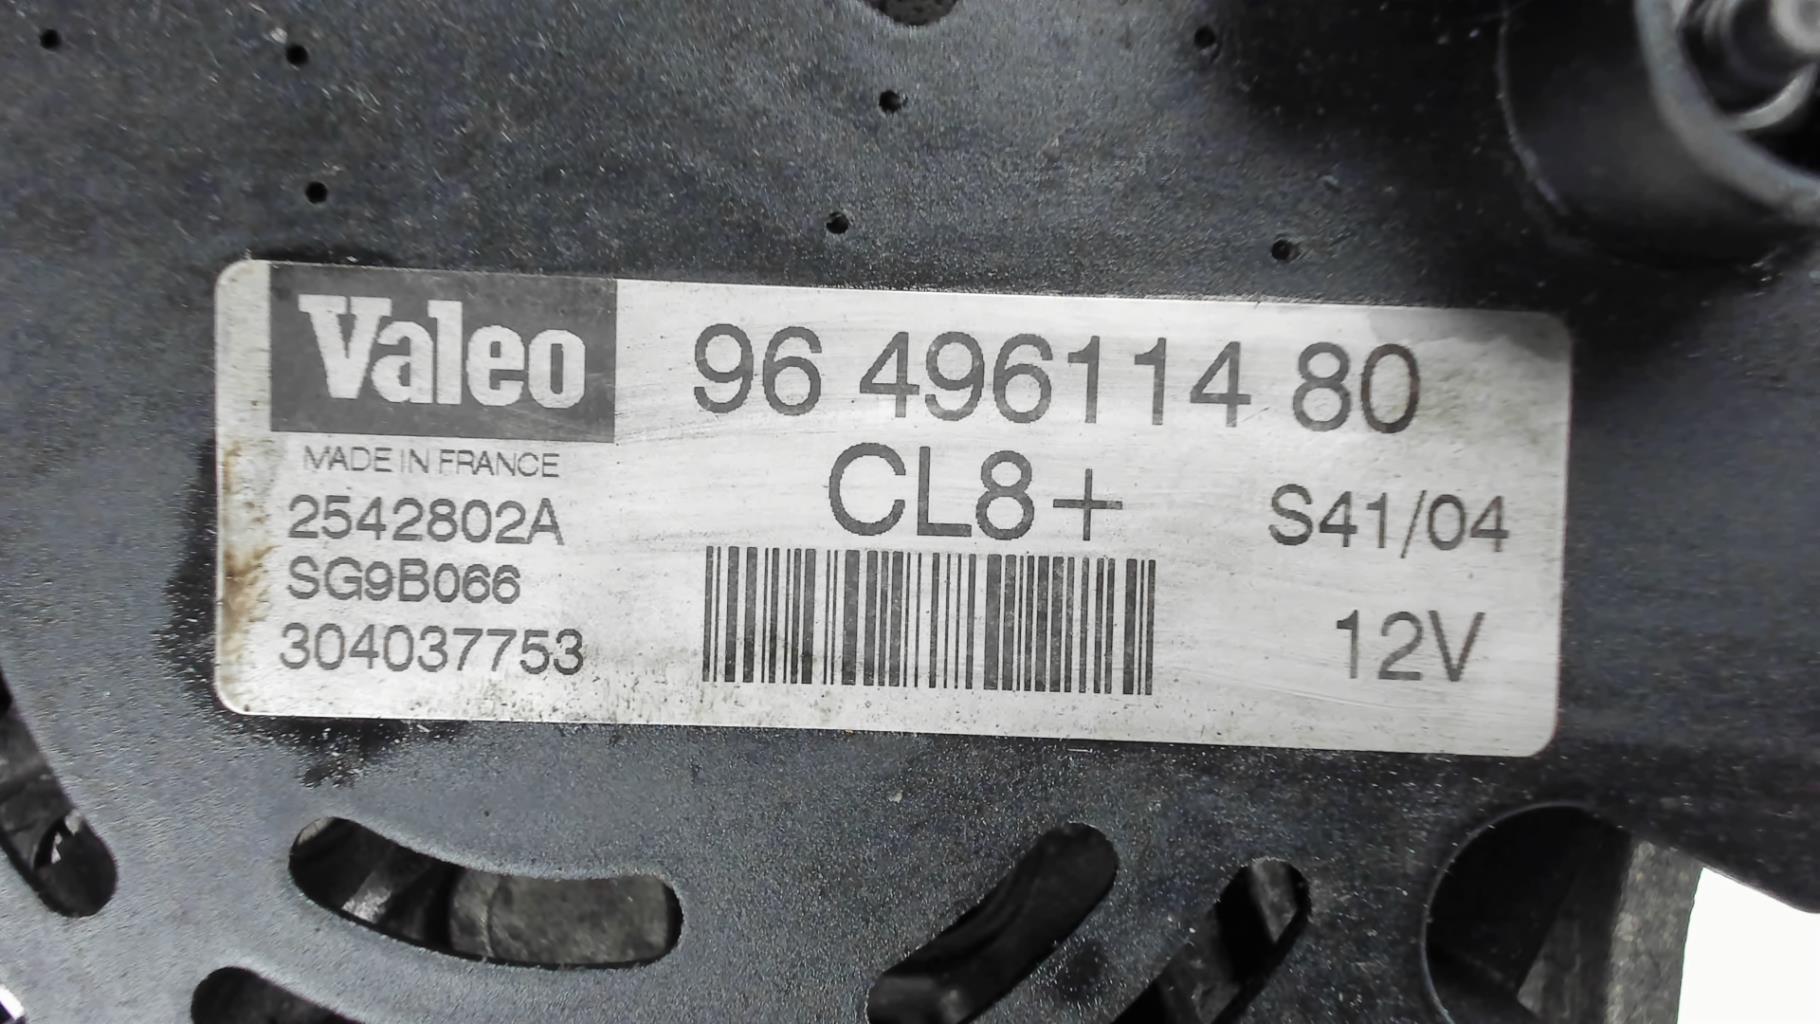 Valeo
96 496114 80
MADE IN FRANCE
CL8+
2542802A
S41/04
SG9B066
304037753
12V